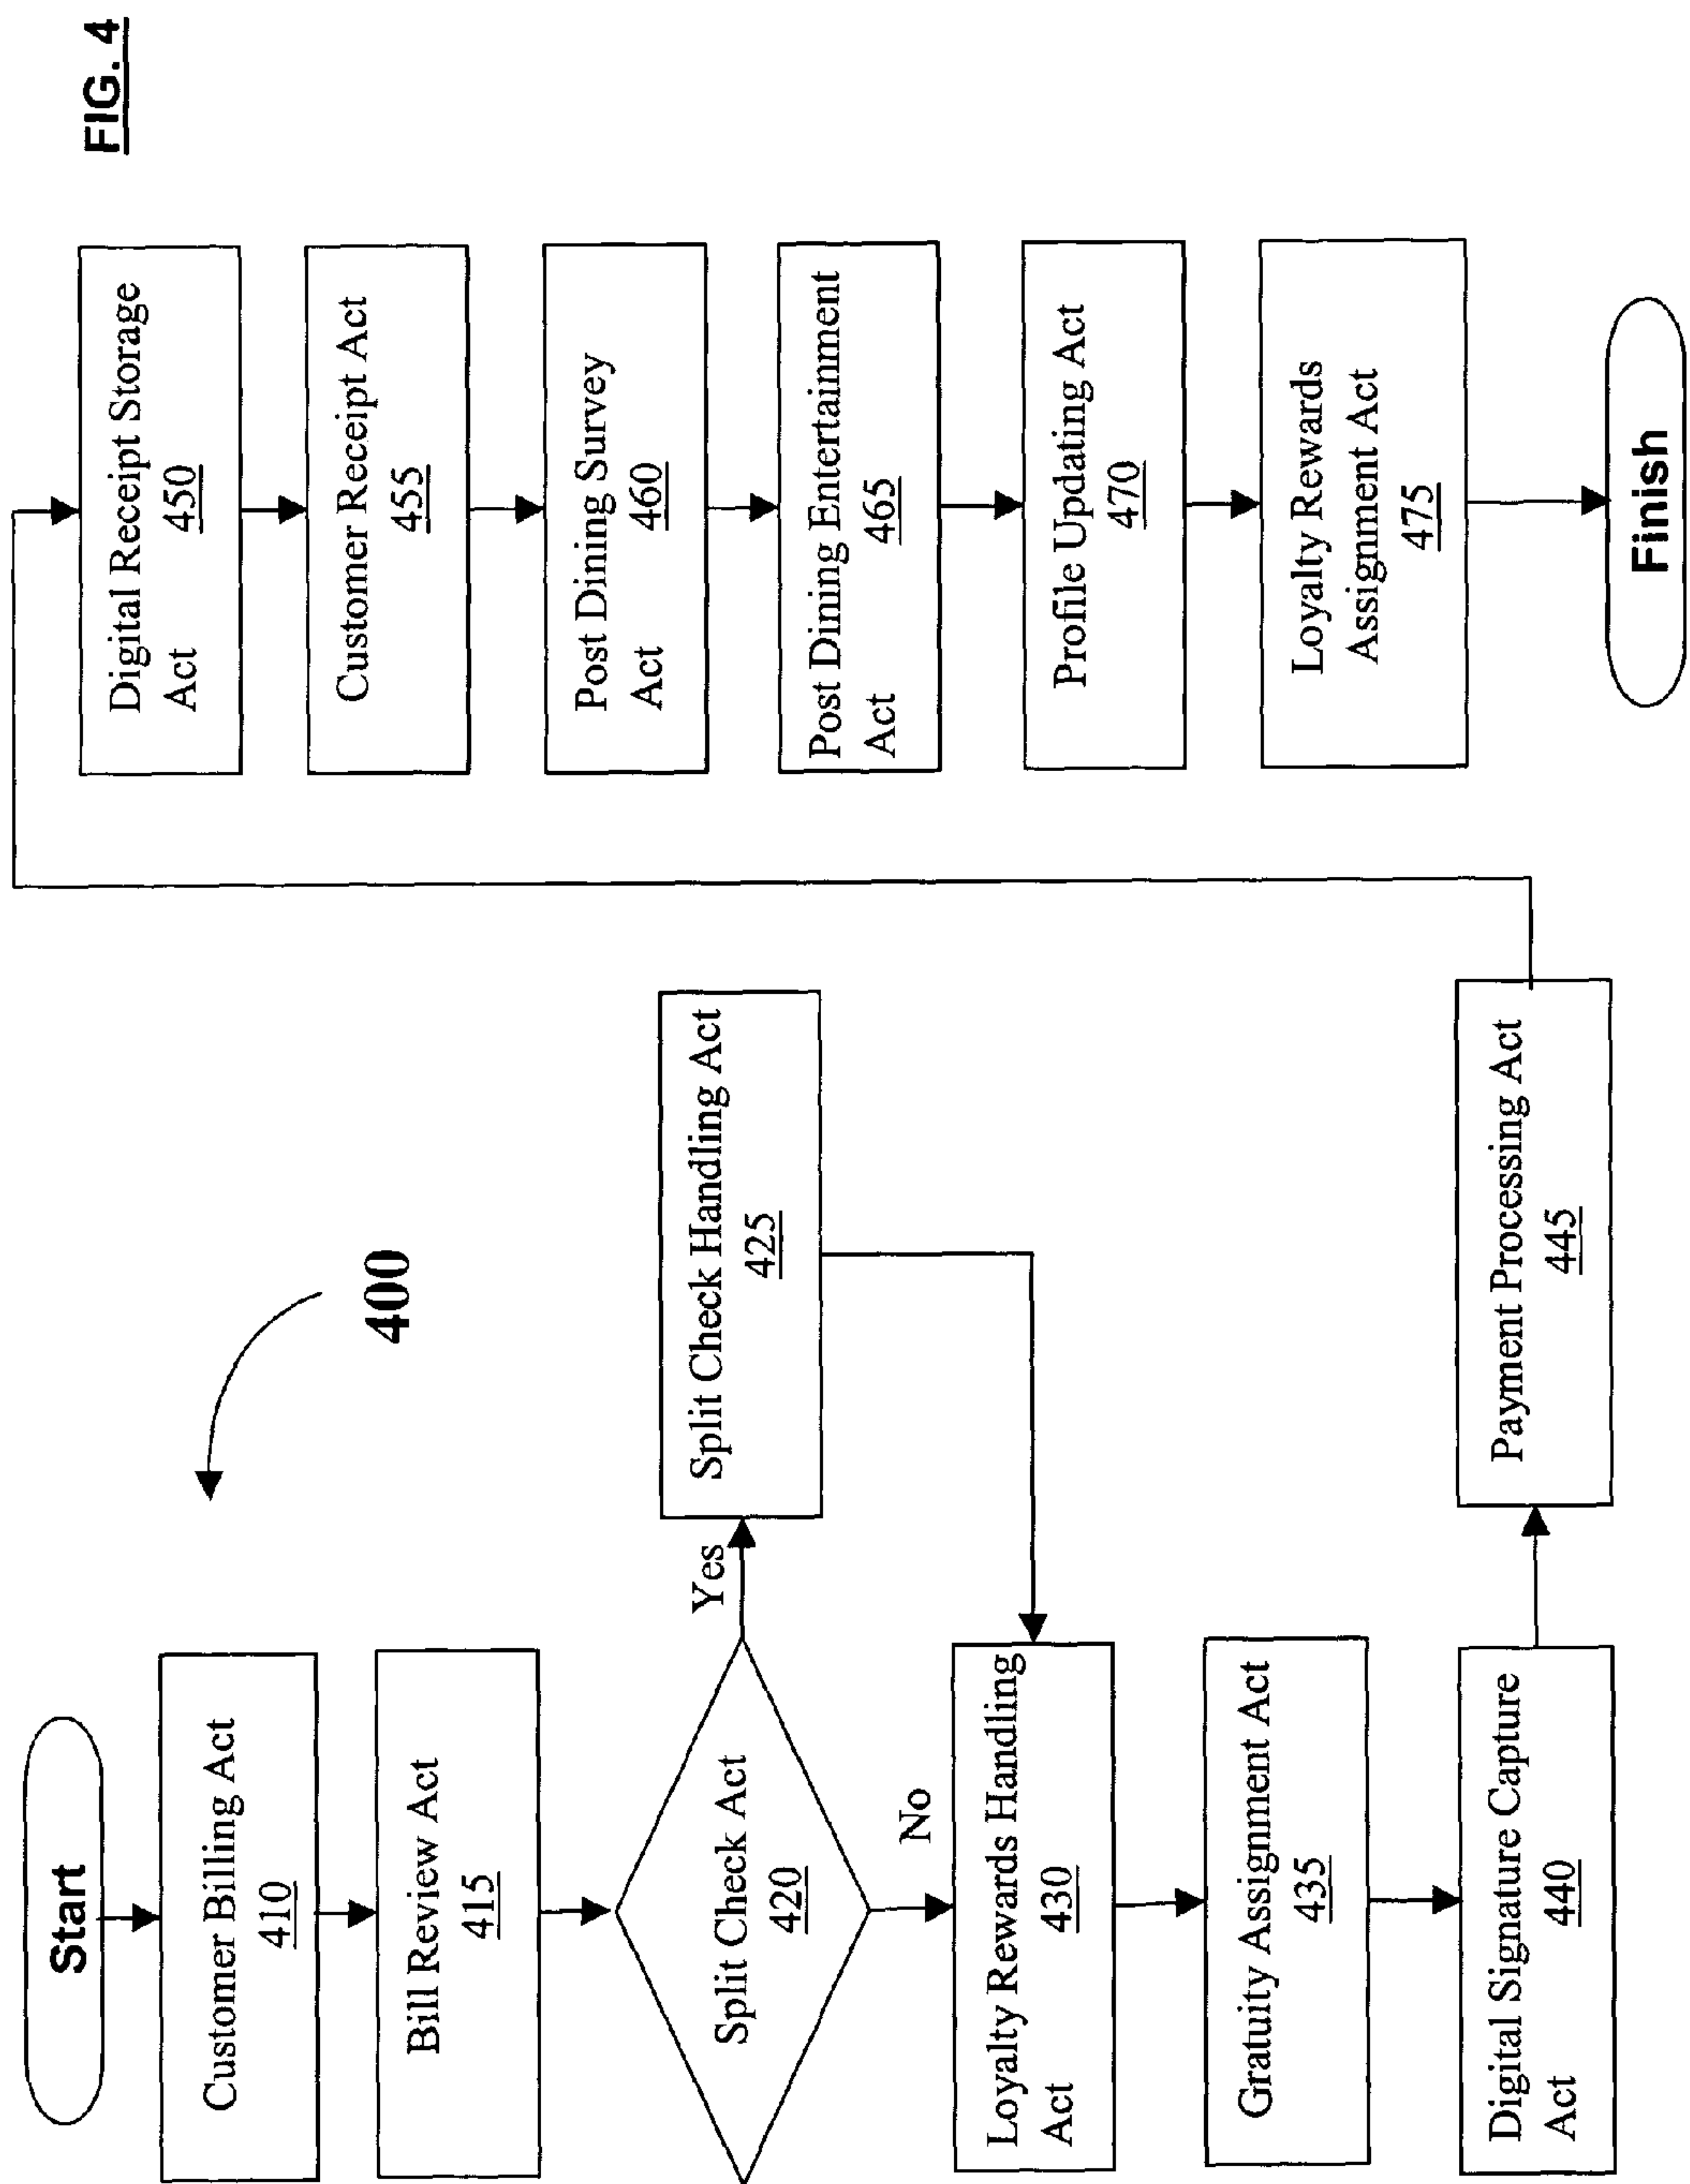 FIG. 4
400
Start
Customer Billing Act
410
Bill Review Act
415
Split Check Act
420
Yes
Split Check Handling Act
425
No
Loyalty Rewards Handling
Act 430
Gratuity Assignment Act
435
Digital Signature Capture
Act 440
Payment Processing Act
445
Digital Receipt Storage
Act 450
Customer Receipt Act
455
Post Dining Survey
Act 460
Post Dining Entertainment
Act 465
Profile Updating Act
470
Loyalty Rewards
Assignment Act
475
Finish